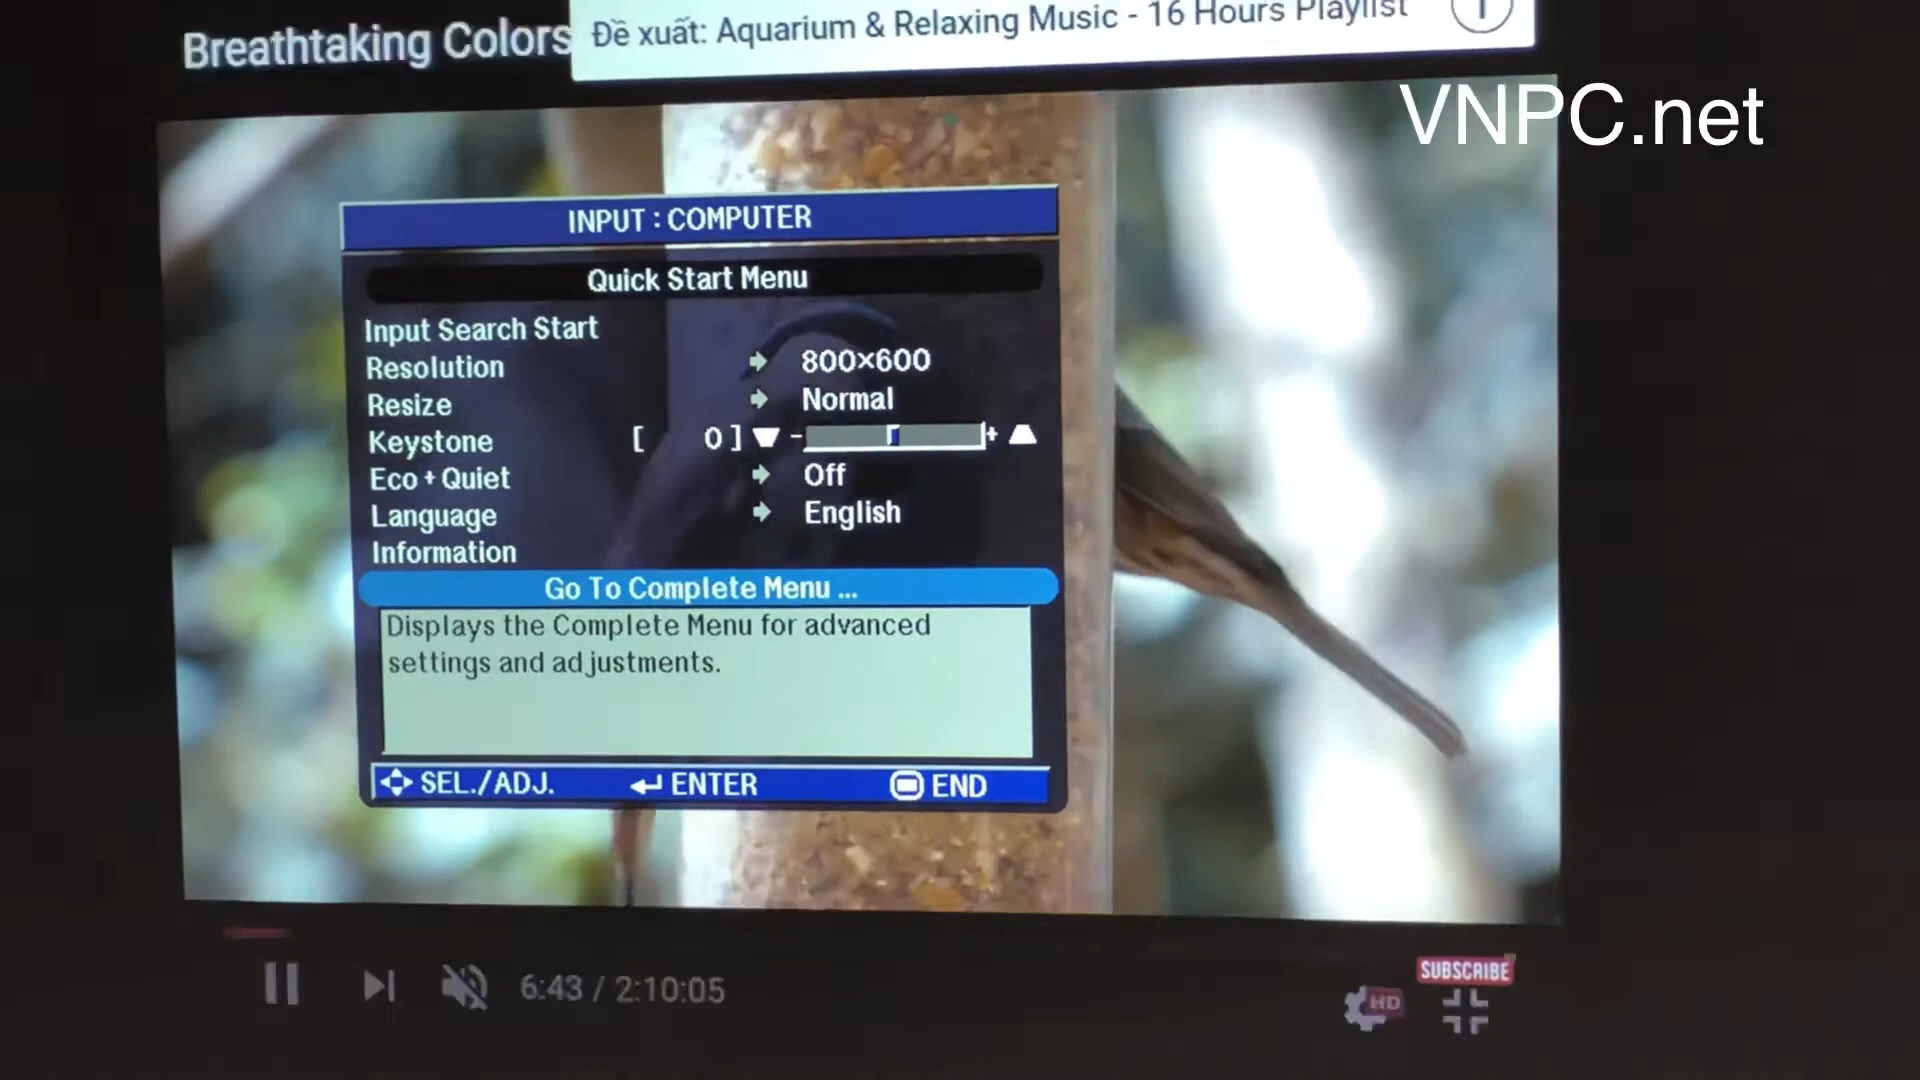 Breathtaking Colors
Đề xuất: Aquarium & Relaxing Music - 16 Hours Playlist
VNPC.net
INPUT : COMPUTER
Quick Start Menu
Input Search Start
Resolution 800×600
Resize Normal
Keystone [ 0 ] - +
Eco + Quiet Off
Language English
Information
Go To Complete Menu ...
Displays the Complete Menu for advanced
settings and adjustments.
SEL./ADJ. ENTER END
6:43 / 2:10:05
SUBSCRIBE
HD